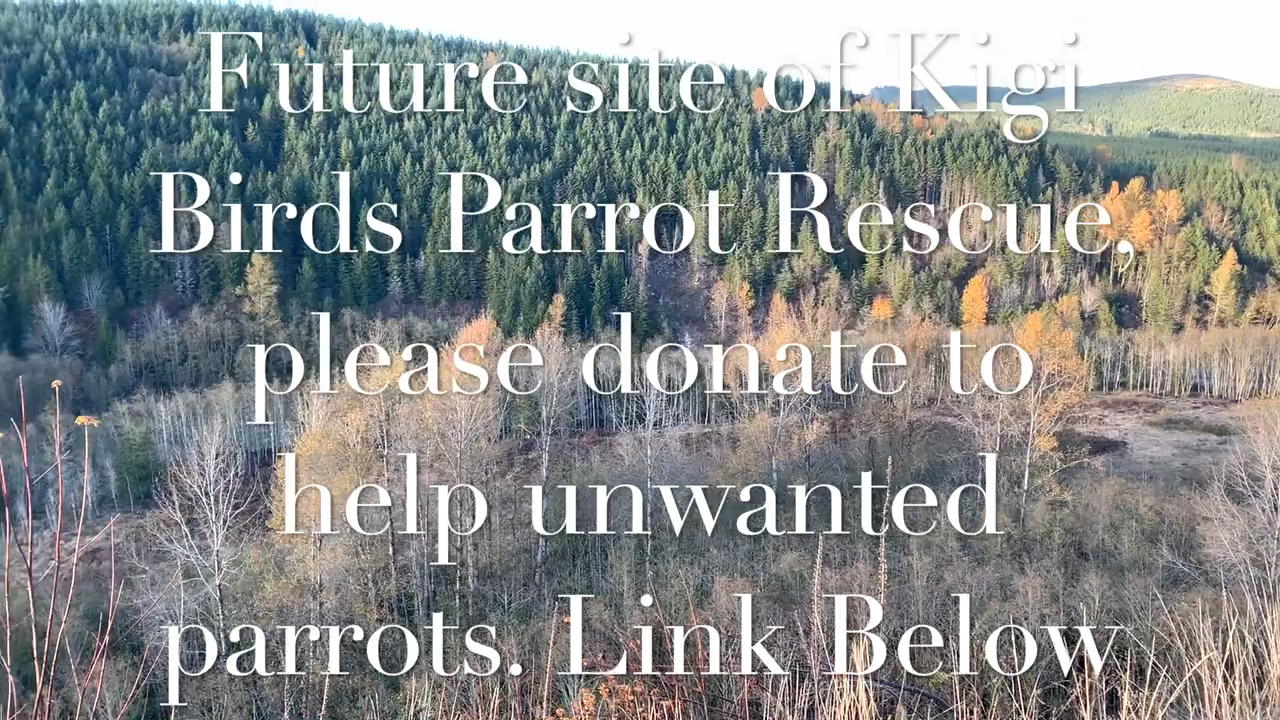 Future site of Kigi
Birds Parrot Rescue,
please donate to
help unwanted
parrots. Link Below